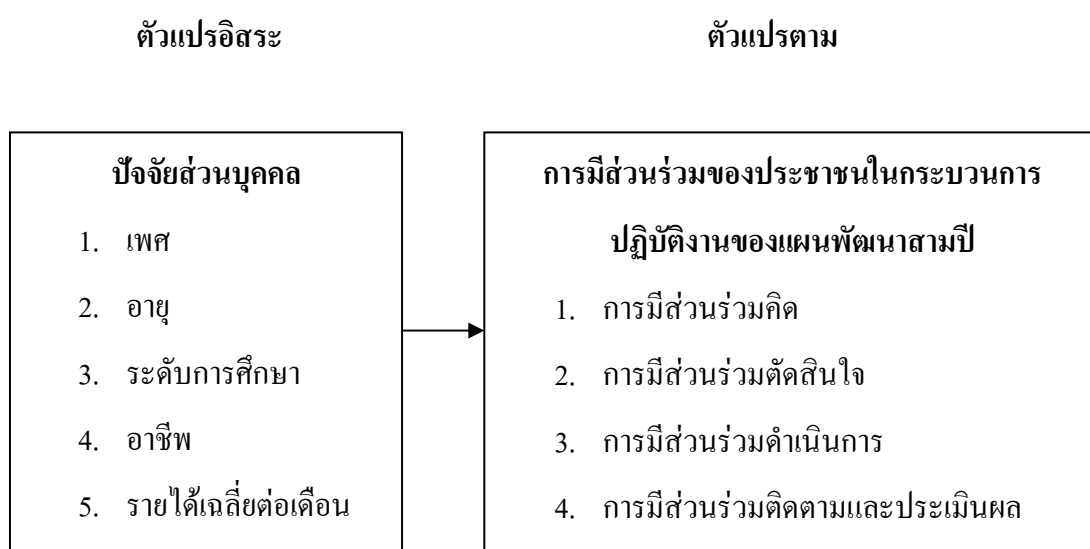 ตัวแปรอิสระ
ตัวแปรตาม
ปัจจัยส่วนบุคคล
1. เพศ
2. อายุ
3. ระดับการศึกษา
4. อาชีพ
5. รายได้เฉลี่ยต่อเดือน
การมีส่วนร่วมของประชาชนในกระบวนการ
ปฏิบัติงานของแผนพัฒนาสามปี
1. การมีส่วนร่วมคิด
2. การมีส่วนร่วมตัดสินใจ
3. การมีส่วนร่วมดำเนินการ
4. การมีส่วนร่วมติดตามและประเมินผล